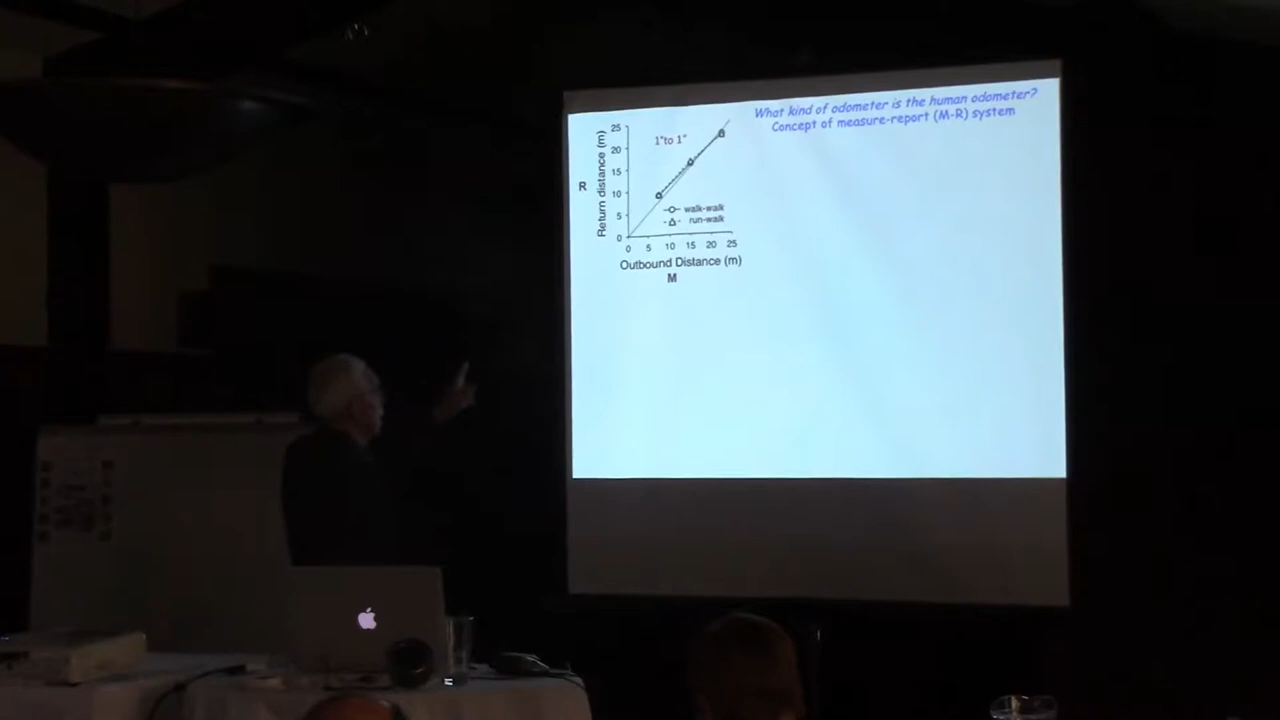 What kind of odometer is the human odometer?
Concept of measure-report (M-R) system
1"to 1"
R
Return distance (m)
25
20
15
10
5
0
walk-walk
run-walk
0 5 10 15 20 25
Outbound Distance (m)
M